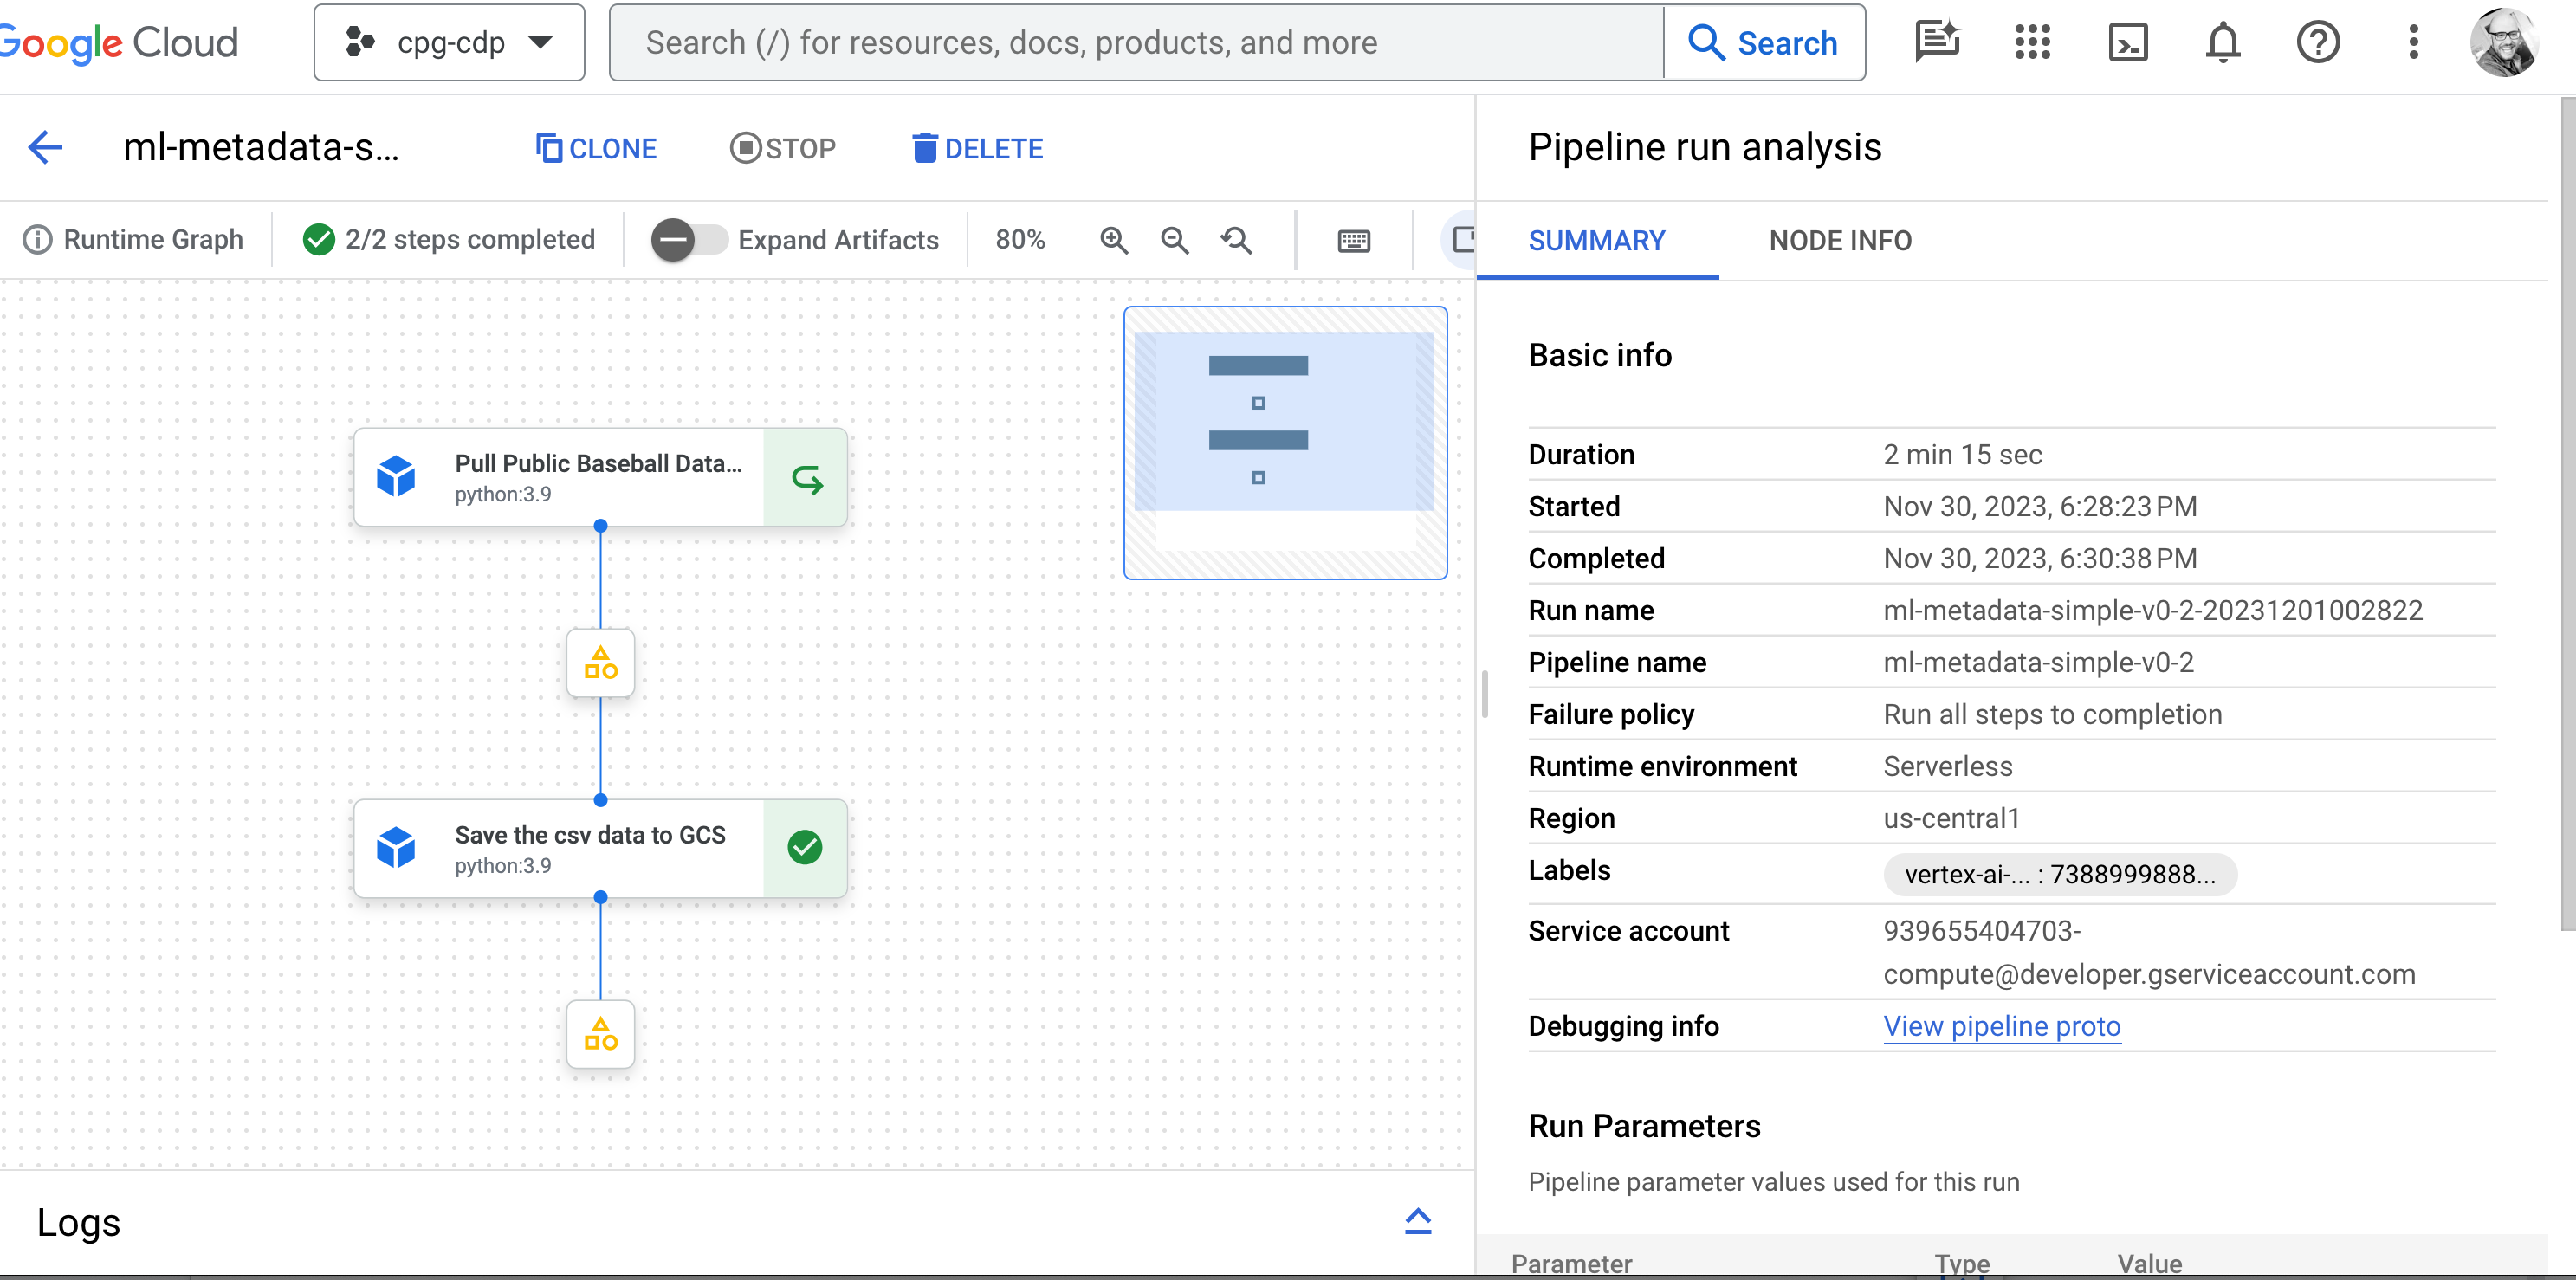 Google Cloud
cpg-cdp
Search (/) for resources, docs, products, and more
Search
ml-metadata-s...
CLONE
STOP
DELETE
Runtime Graph
2/2 steps completed
Expand Artifacts
80%
Pull Public Baseball Data...
python:3.9
Save the csv data to GCS
python:3.9
Logs
Pipeline run analysis
SUMMARY
NODE INFO
Basic info
Duration 2 min 15 sec
Started Nov 30, 2023, 6:28:23 PM
Completed Nov 30, 2023, 6:30:38 PM
Run name ml-metadata-simple-v0-2-20231201002822
Pipeline name ml-metadata-simple-v0-2
Failure policy Run all steps to completion
Runtime environment Serverless
Region us-central1
Labels vertex-ai-... : 7388999888...
Service account 939655404703-
compute@developer.gserviceaccount.com
Debugging info View pipeline proto
Run Parameters
Pipeline parameter values used for this run
Parameter Type Value